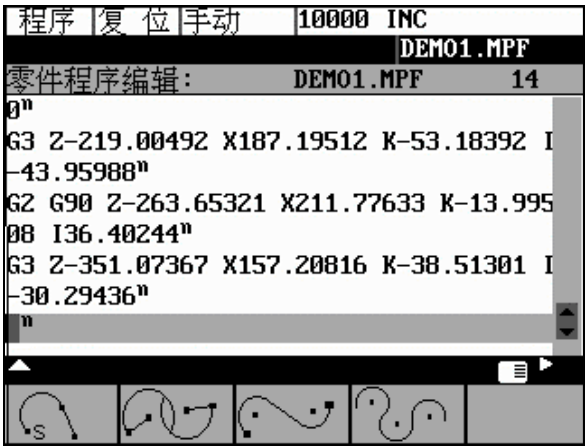 程序 复 位 手动 10000 INC
DEMO1.MPF
零件程序编辑: DEMO1.MPF 14
0ⁿ
G3 Z-219.00492 X187.19512 K-53.18392 I
-43.95988ⁿ
G2 G90 Z-263.65321 X211.77633 K-13.995
08 I36.40244ⁿ
G3 Z-351.07367 X157.20816 K-38.51301 I
-30.29436ⁿ
ⁿ
S